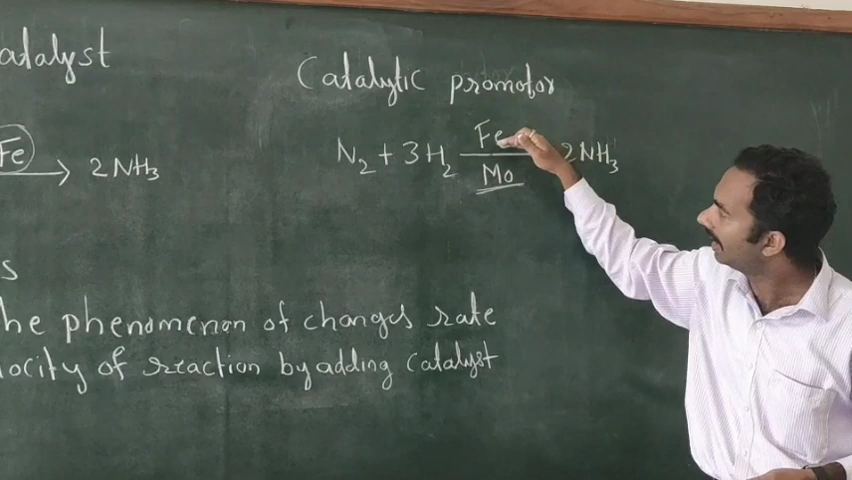 atalyst
Catalytic promotor
Fe
→ 2NH₃
N₂ + 3H₂ Fe Mo 2NH₃
s
he phenomenon of changes rate
locity of reaction by adding catalyst